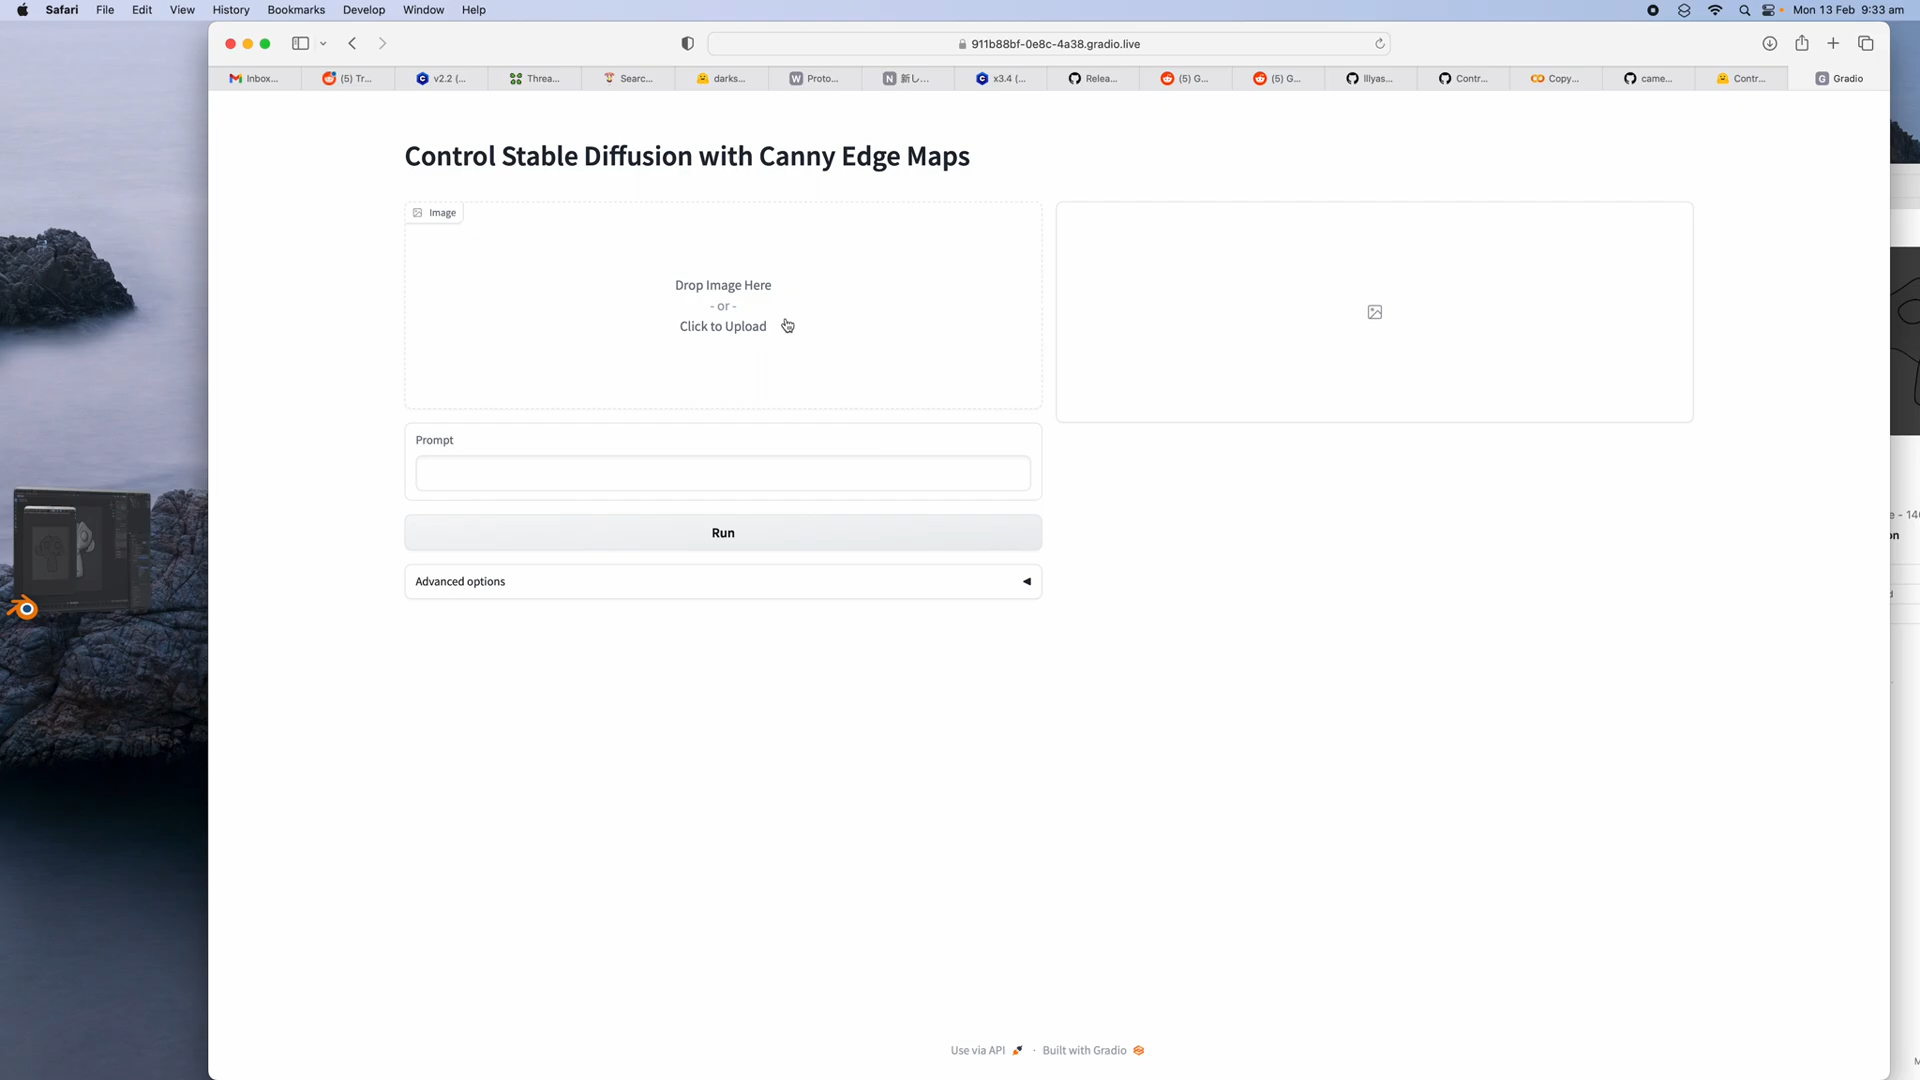 Safari File Edit View History Bookmarks Develop Window Help
Mon 13 Feb 9:33 am
911b88bf-0e8c-4a38.gradio.live
Inbox... (5) Tr... v2.2 (... Threa... Searc... darks... W Proto... N 新し... x3.4 (... Relea... (5) G... (5) G... Illyas... Contr... Copy... came... Contr... G Gradio
Control Stable Diffusion with Canny Edge Maps
Image
Drop Image Here
- or -
Click to Upload
Prompt
Run
Advanced options
Use via API · Built with Gradio